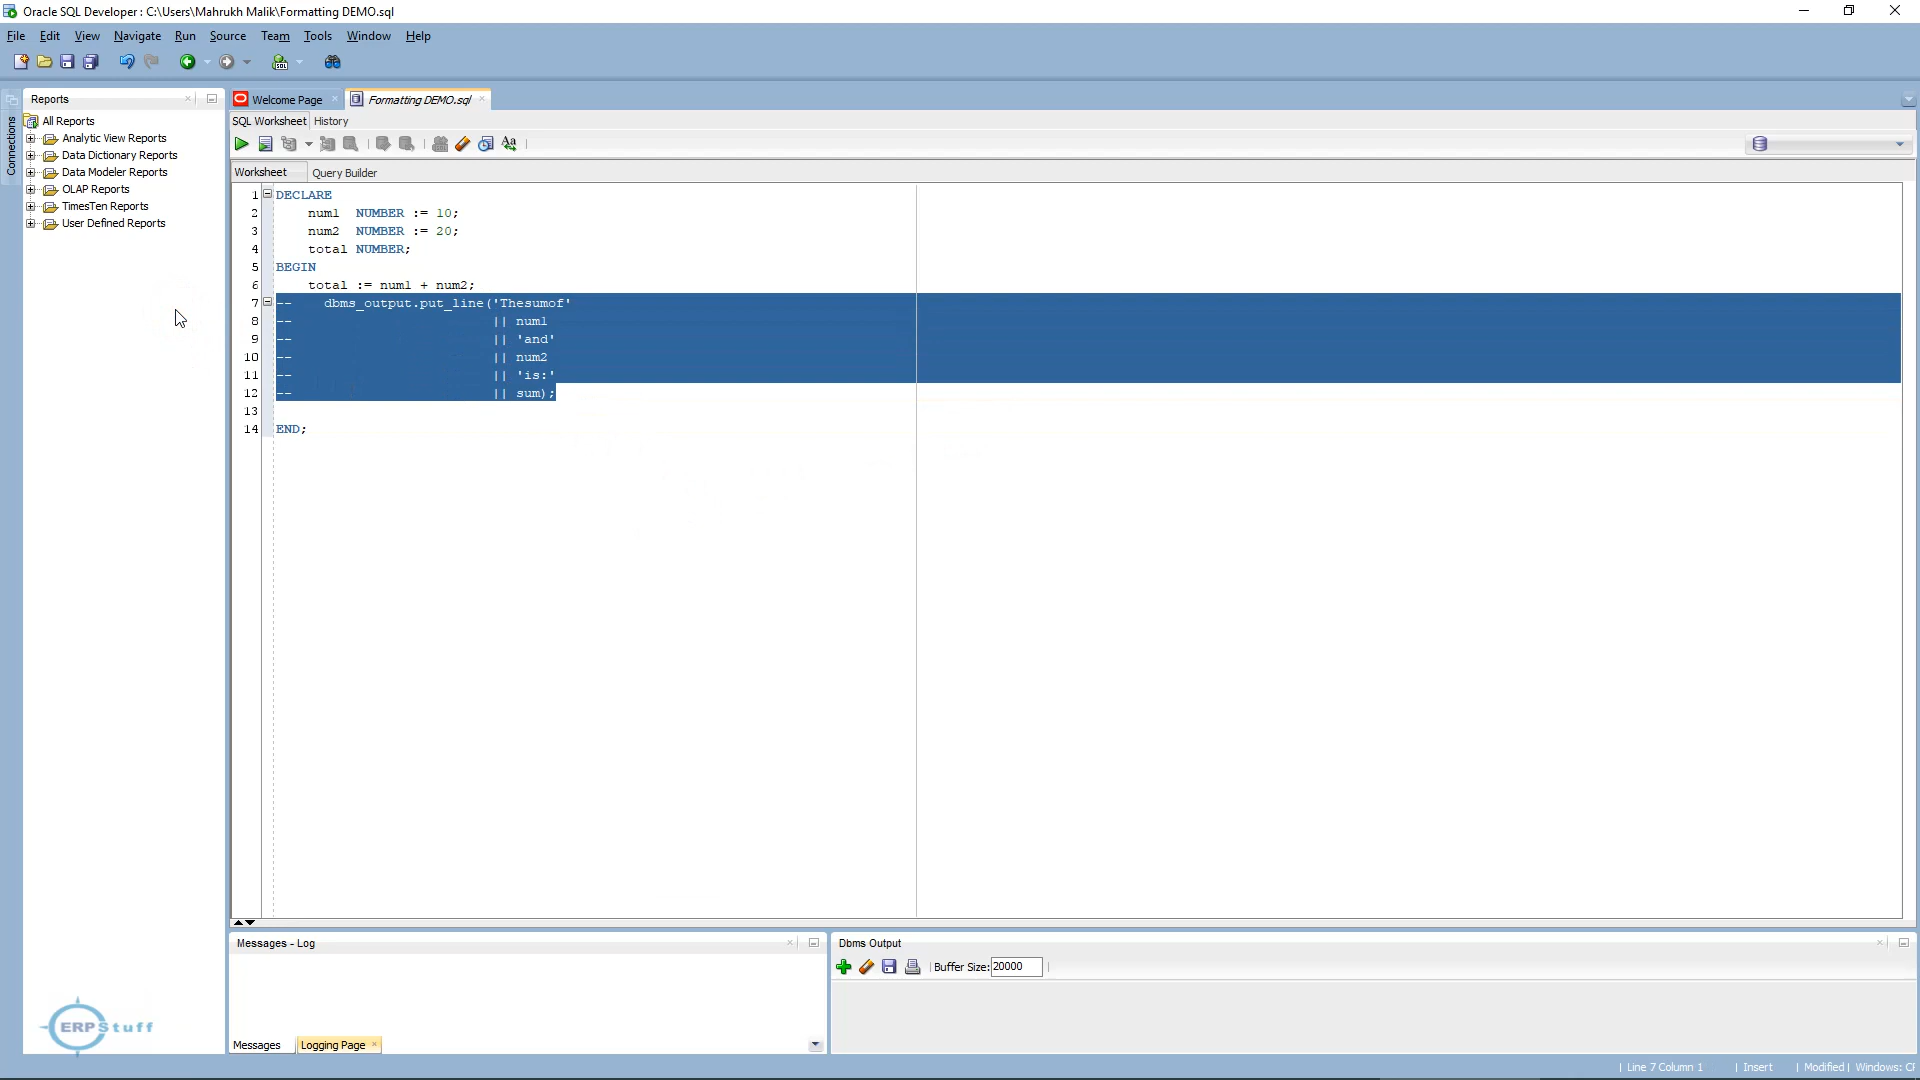 Oracle SQL Developer : C:\Users\Mahrukh Malik\Formatting DEMO.sql
File Edit View Navigate Run Source Team Tools Window Help
Connections
Reports
All Reports
Analytic View Reports
Data Dictionary Reports
Data Modeler Reports
OLAP Reports
TimesTen Reports
User Defined Reports
Welcome Page
Formatting DEMO.sql
SQL Worksheet History
Worksheet Query Builder
1 DECLARE
2 num1 NUMBER := 10;
3 num2 NUMBER := 20;
4 total NUMBER;
5 BEGIN
6 total := num1 + num2;
7 -- dbms_output.put_line('Thesumof'
8 -- || num1
9 -- || 'and'
10 -- || num2
11 -- || 'is:'
12 -- || sum);
13
14 END;
Messages - Log
Messages Logging Page
Dbms Output
Buffer Size: 20000
ERPStuff
Line 7 Column 1 | Insert | Modified | Windows: C